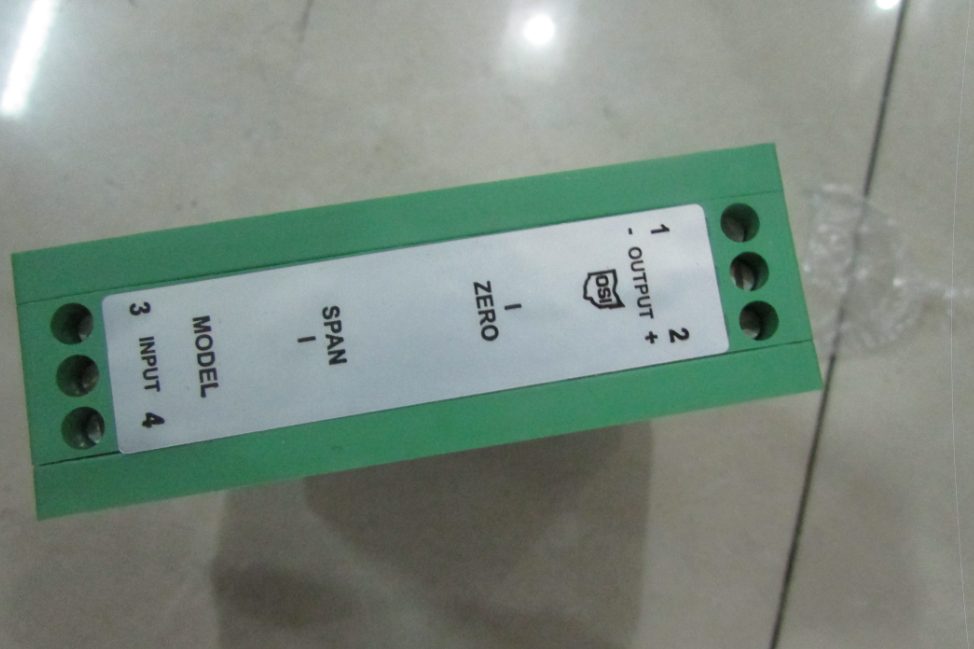 1 2
- OUTPUT +
OSI
ZERO
SPAN
MODEL
3 INPUT 4